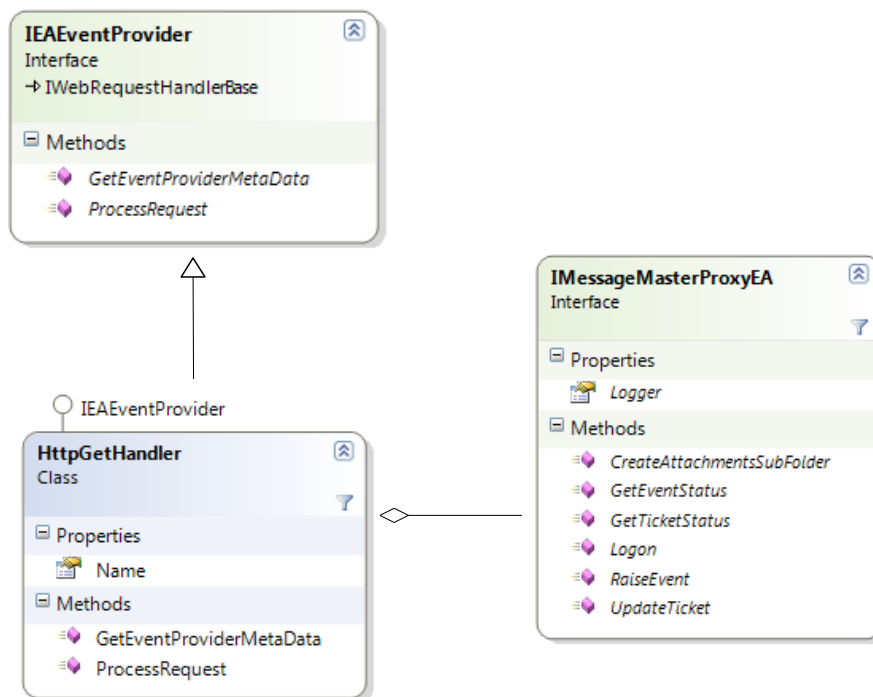 IEAEventProvider
Interface
IWebRequestHandlerBase
Methods
GetEventProviderMetaData
ProcessRequest
IEAEventProvider
HttpGetHandler
Class
Properties
Name
Methods
GetEventProviderMetaData
ProcessRequest
IMessageMasterProxyEA
Interface
Properties
Logger
Methods
CreateAttachmentsSubFolder
GetEventStatus
GetTicketStatus
Logon
RaiseEvent
UpdateTicket